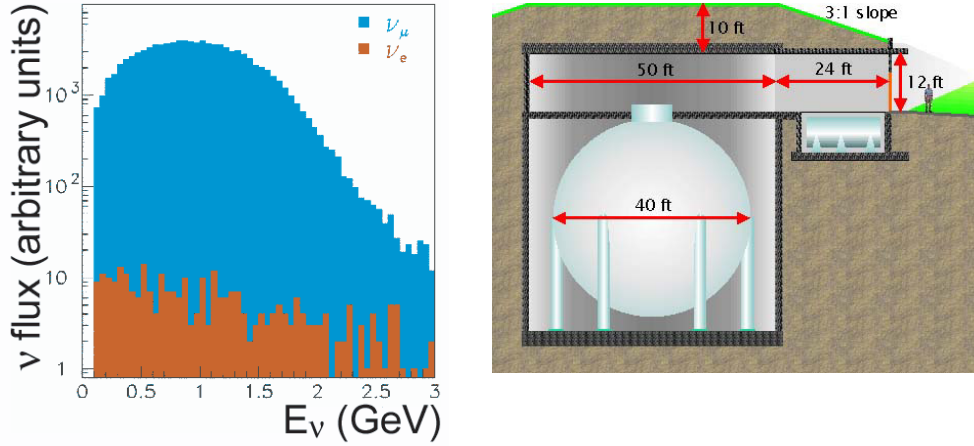 ν flux (arbitrary units)
10³
10²
10
1
ν_μ
ν_e
0
0.5
1
1.5
2
2.5
3
E_ν (GeV)
3:1 slope
10 ft
50 ft
24 ft
12 ft
40 ft